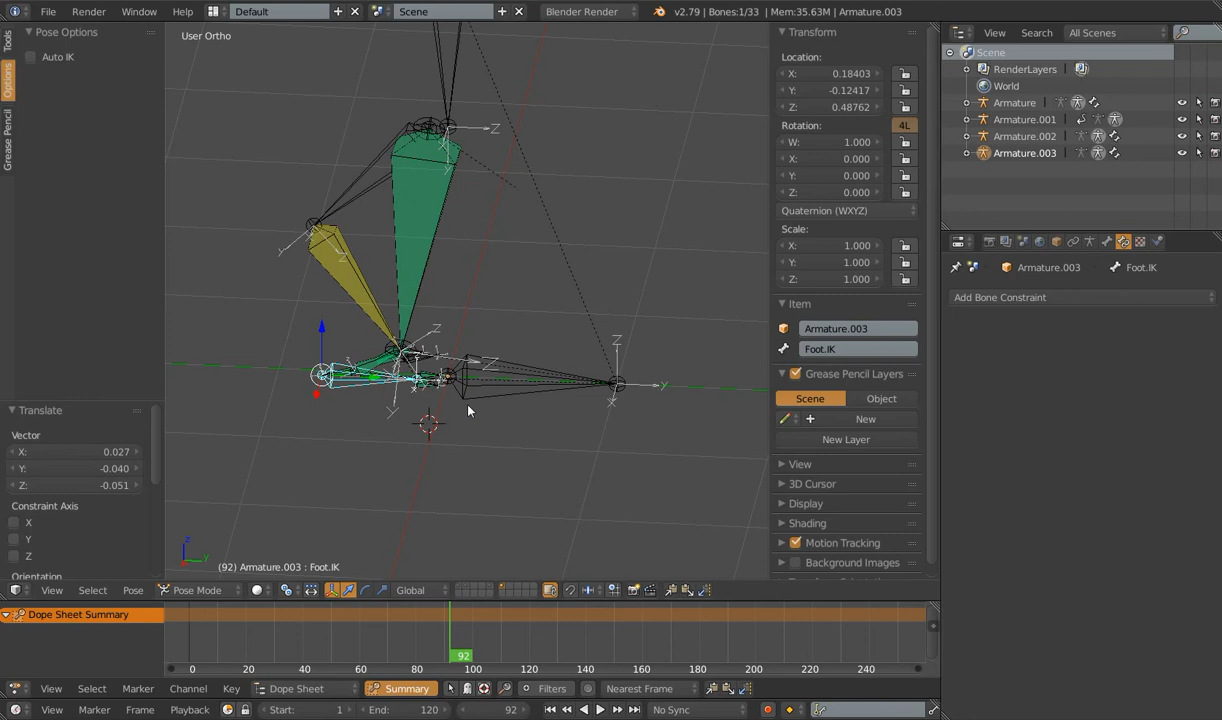 File Render Window Help Default Scene Blender Render v2.79 | Bones:1/33 | Mem:35.63M | Armature.003
Tools
Options
Grease Pencil
Pose Options
Auto IK
Translate
Vector
X: 0.027
Y: -0.040
Z: -0.051
Constraint Axis
X
Y
Z
Orientation
User Ortho
Z
Y
Y
Z
Z
Z
Z
Y
X
Y
z
y
(92) Armature.003 : Foot.IK
View Select Pose Pose Mode Global
Transform
Location:
X: 0.18403
Y: -0.12417
Z: 0.48762
Rotation: 4L
W: 1.000
X: 0.000
Y: 0.000
Z: 0.000
Quaternion (WXYZ)
Scale:
X: 1.000
Y: 1.000
Z: 1.000
Item
Armature.003
Foot.IK
Grease Pencil Layers
Scene Object
New
New Layer
View
3D Cursor
Display
Shading
Motion Tracking
Background Images
View Search All Scenes
Scene
RenderLayers
World
Armature
Armature.001
Armature.002
Armature.003
Armature.003 Foot.IK
Add Bone Constraint
Dope Sheet Summary
92
0 20 40 60 80 100 120 140 160 180 200 220 240
View Select Marker Channel Key Dope Sheet Summary Filters Nearest Frame
View Marker Frame Playback Start: 1 End: 120 92 No Sync